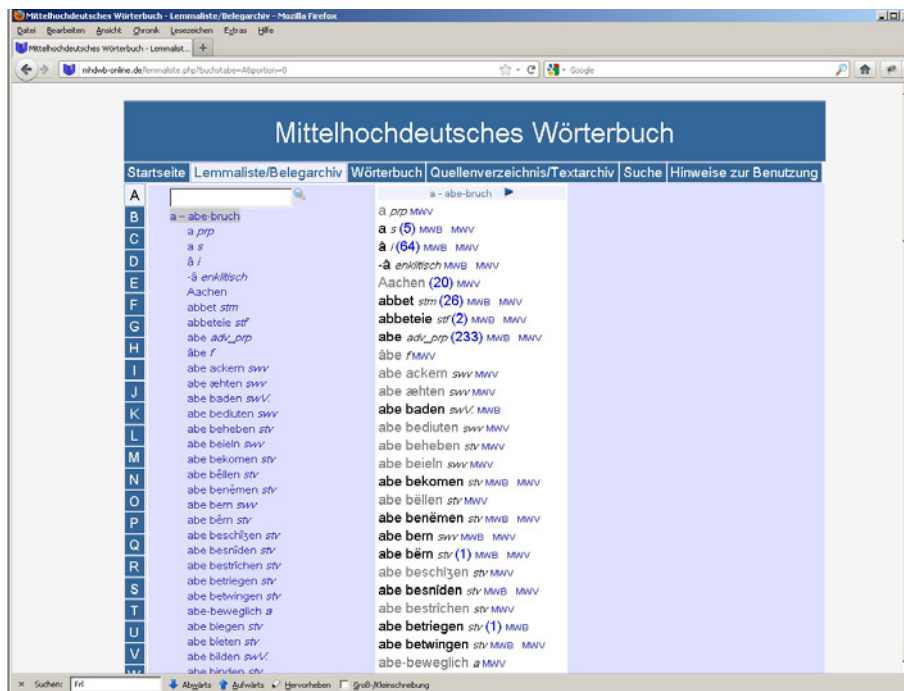 Mittelhochdeutsches Wörterbuch - Lemmaliste/Belegarchiv - Mozilla Firefox
Datei Bearbeiten Ansicht Chronik Lesezeichen Extras Hilfe
Mittelhochdeutsches Wörterbuch - Lemmalist... +
mhdwb-online.de/lemmaliste.php?buchstabe=A&portion=0 Google
Mittelhochdeutsches Wörterbuch
Startseite Lemmaliste/Belegarchiv Wörterbuch Quellenverzeichnis/Textarchiv Suche Hinweise zur Benutzung
A
B
C
D
E
F
G
H
I
J
K
L
M
N
O
P
Q
R
S
T
U
V
W
a – abe-bruch
a prp
a s
â i
-â enklitisch
Aachen
abbet stm
abbeteie stf
abe adv_prp
âbe f
abe ackern swv
abe æhten swv
abe baden swV.
abe bediuten swv
abe beheben stv
abe beieln swv
abe bekomen stv
abe bëllen stv
abe benëmen stv
abe bern swv
abe bërn stv
abe beschîʒen stv
abe besnîden stv
abe bestrîchen stv
abe betriegen stv
abe betwingen stv
abe-beweglich a
abe biegen stv
abe bieten stv
abe bilden swV.
abe binden stv
a – abe-bruch
a prp MWV
a s (5) MWB MWV
â i (64) MWB MWV
-â enklitisch MWB MWV
Aachen (20) MWV
abbet stm (26) MWB MWV
abbeteie stf (2) MWB MWV
abe adv_prp (233) MWB MWV
âbe f MWV
abe ackern swv MWV
abe æhten swv MWV
abe baden swV. MWB
abe bediuten swv MWV
abe beheben stv MWV
abe beieln swv MWV
abe bekomen stv MWB MWV
abe bëllen stv MWV
abe benëmen stv MWB MWV
abe bern swv MWB MWV
abe bërn stv (1) MWB MWV
abe beschîʒen stv MWV
abe besnîden stv MWB MWV
abe bestrîchen stv MWV
abe betriegen stv (1) MWB
abe betwingen stv MWB MWV
abe-beweglich a MWV
× Suchen: Frl Abwärts Aufwärts Hervorheben Groß-/Kleinschreibung